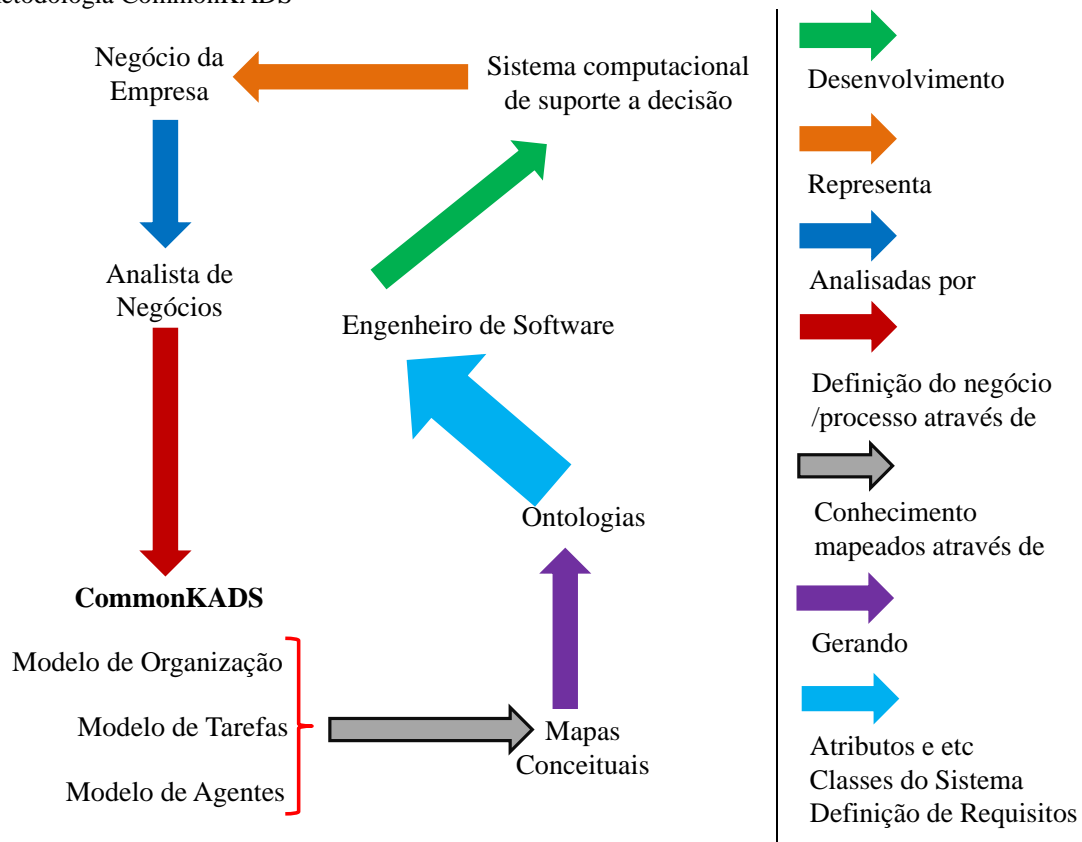 CommonKADS
Negócio da
Empresa
Sistema computacional
de suporte a decisão
Analista de
Negócios
Engenheiro de Software
Ontologias
CommonKADS
Modelo de Organização
Modelo de Tarefas
Modelo de Agentes
Mapas
Conceituais
Desenvolvimento
Representa
Analisadas por
Definição do negócio
/processo através de
Conhecimento
mapeados através de
Gerando
Atributos e etc
Classes do Sistema
Definição de Requisitos